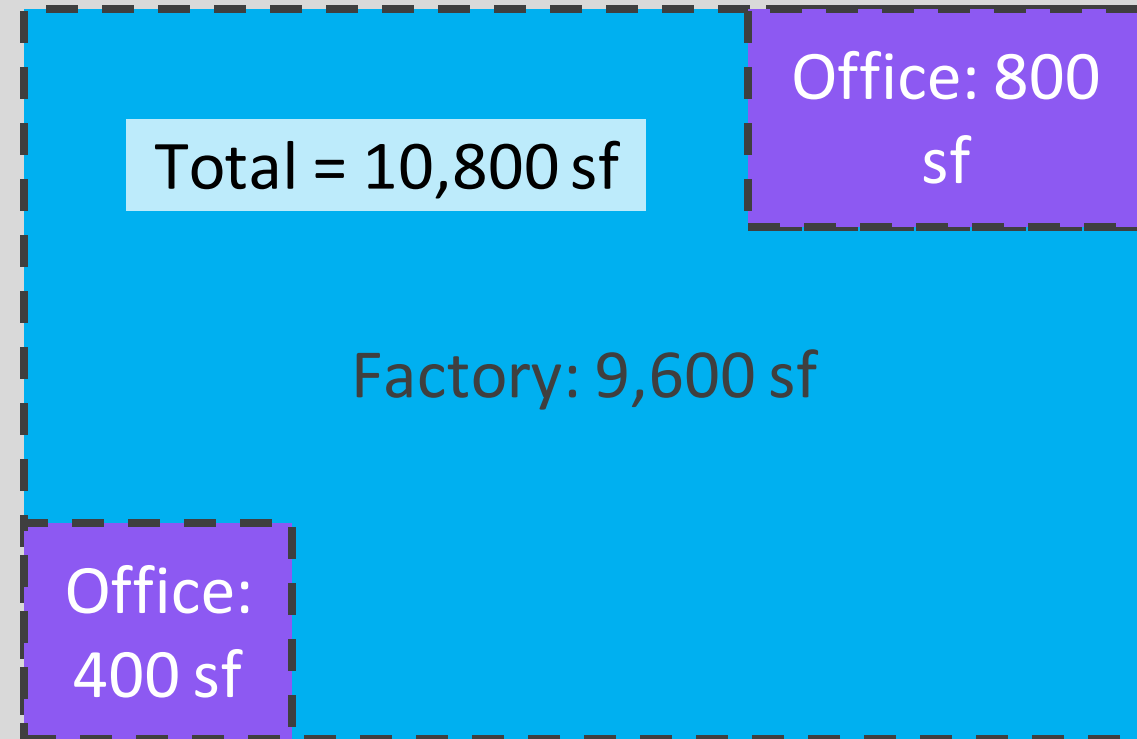 Office: 800
sf
Total = 10,800 sf
Factory: 9,600 sf
Office:
400 sf